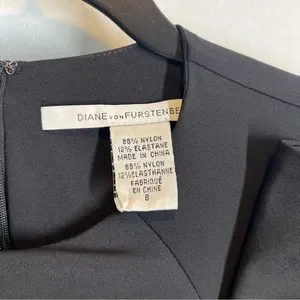 DIANE VON FURSTENBE
88% NYLON
12% ELASTANE
MADE IN CHINA
88% NYLON
12% ELASTHANNE
FABRIQUÉ
EN CHINE
8